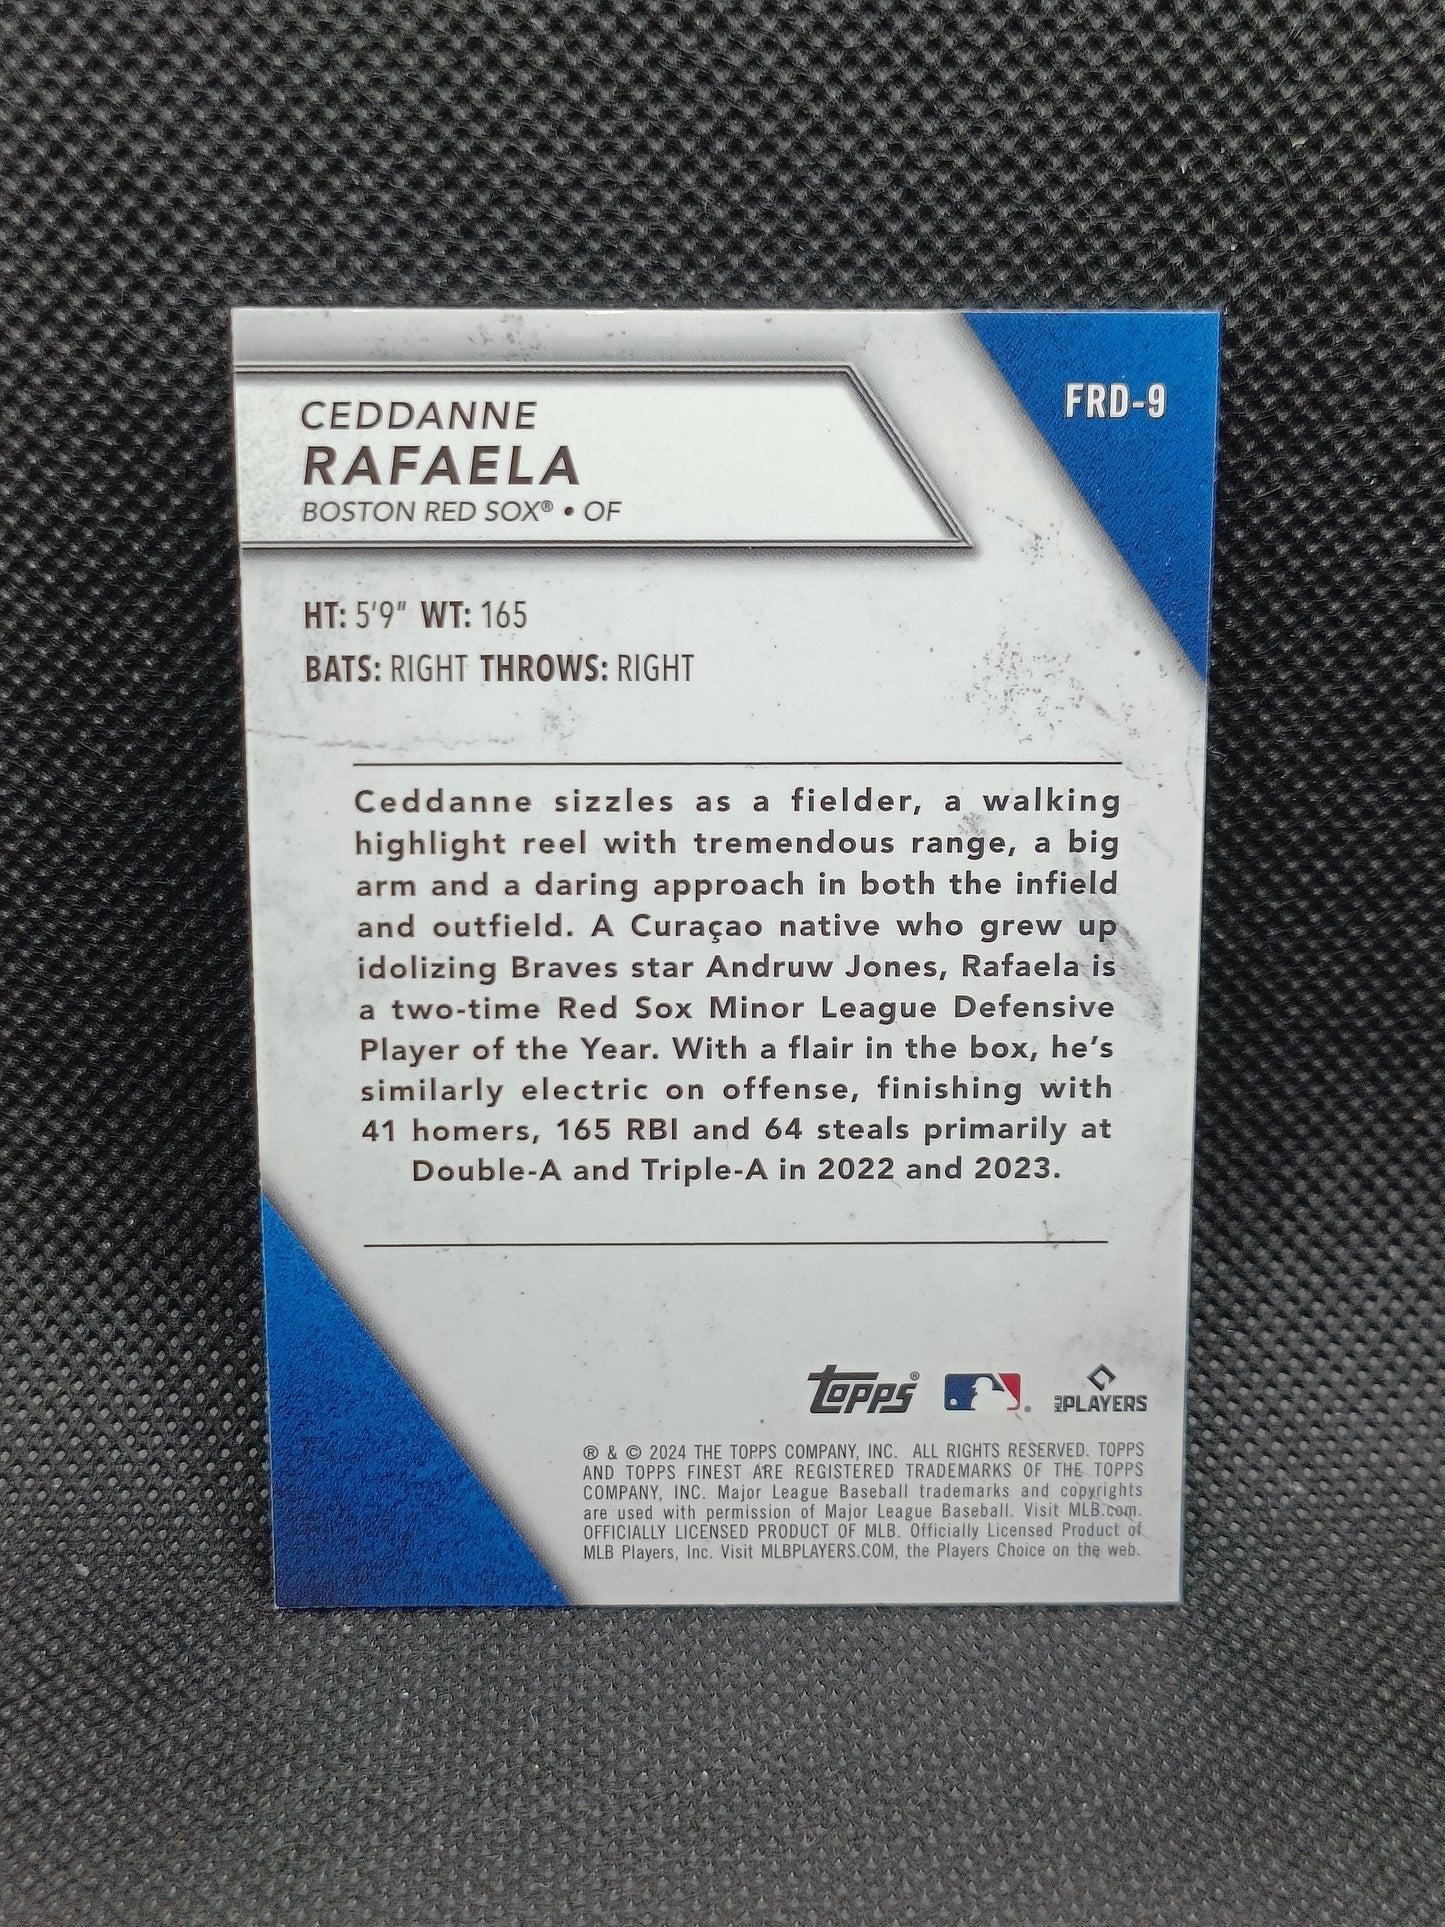 FRD-9
CEDDANNE
RAFAELA
BOSTON RED SOX® • OF
HT: 5'9" WT: 165
BATS: RIGHT THROWS: RIGHT
Ceddanne sizzles as a fielder, a walking
highlight reel with tremendous range, a big
arm and a daring approach in both the infield
and outfield. A Curaçao native who grew up
idolizing Braves star Andruw Jones, Rafaela is
a two-time Red Sox Minor League Defensive
Player of the Year. With a flair in the box, he's
similarly electric on offense, finishing with
41 homers, 165 RBI and 64 steals primarily at
Double-A and Triple-A in 2022 and 2023.
topps® ® MLB PLAYERS
® & © 2024 THE TOPPS COMPANY, INC. ALL RIGHTS RESERVED. TOPPS
AND TOPPS FINEST ARE REGISTERED TRADEMARKS OF THE TOPPS
COMPANY, INC. Major League Baseball trademarks and copyrights
are used with permission of Major League Baseball. Visit MLB.com.
OFFICIALLY LICENSED PRODUCT OF MLB. Officially Licensed Product of
MLB Players, Inc. Visit MLBPLAYERS.COM, the Players Choice on the web.